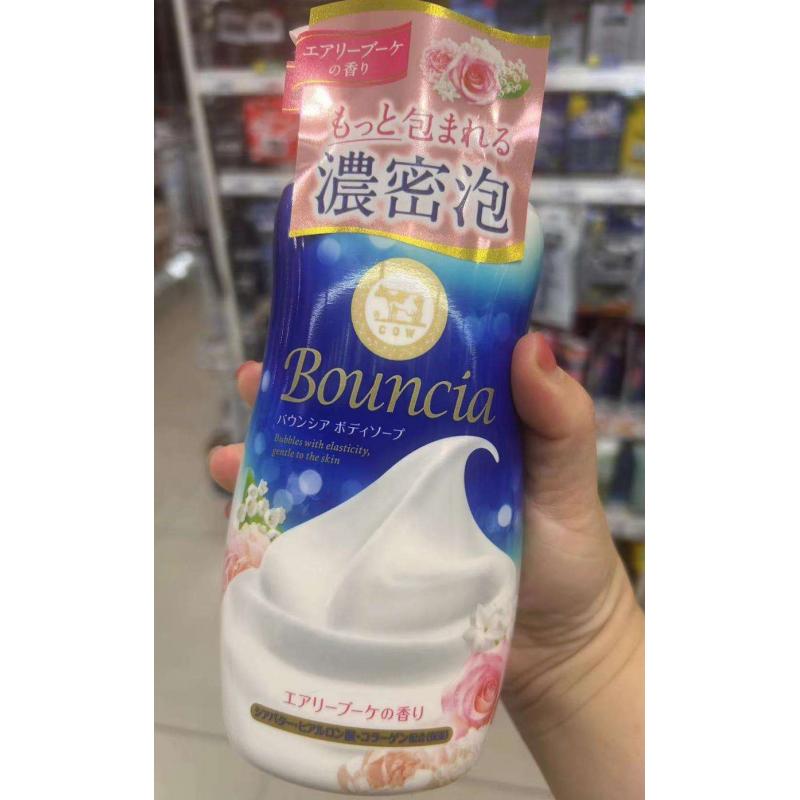 エアリーブーケ
の香り
もっと包まれる
濃密泡
COW
Bouncia
バウンシア ボディソープ
Bubbles with elasticity,
gentle to the skin
エアリーブーケの香り
シアバター・ヒアルロン酸・コラーゲン配合(保湿)